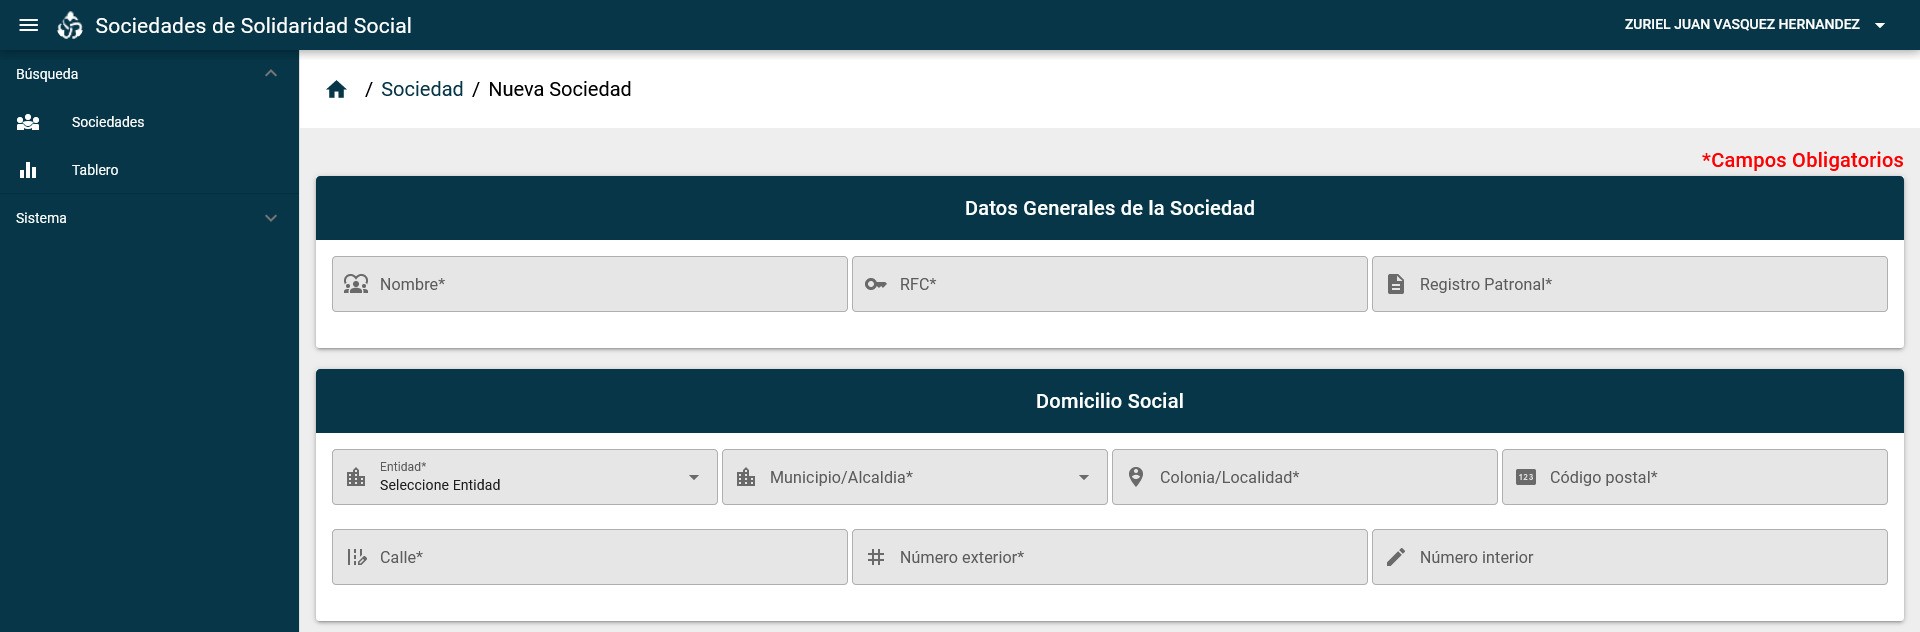 Sociedades de Solidaridad Social
ZURIEL JUAN VASQUEZ HERNANDEZ
Búsqueda
Sociedades
Tablero
Sistema
/ Sociedad / Nueva Sociedad
*Campos Obligatorios
Datos Generales de la Sociedad
Nombre*
RFC*
Registro Patronal*
Domicilio Social
Entidad*
Seleccione Entidad
Municipio/Alcaldia*
Colonia/Localidad*
123
Código postal*
Calle*
Número exterior*
Número interior